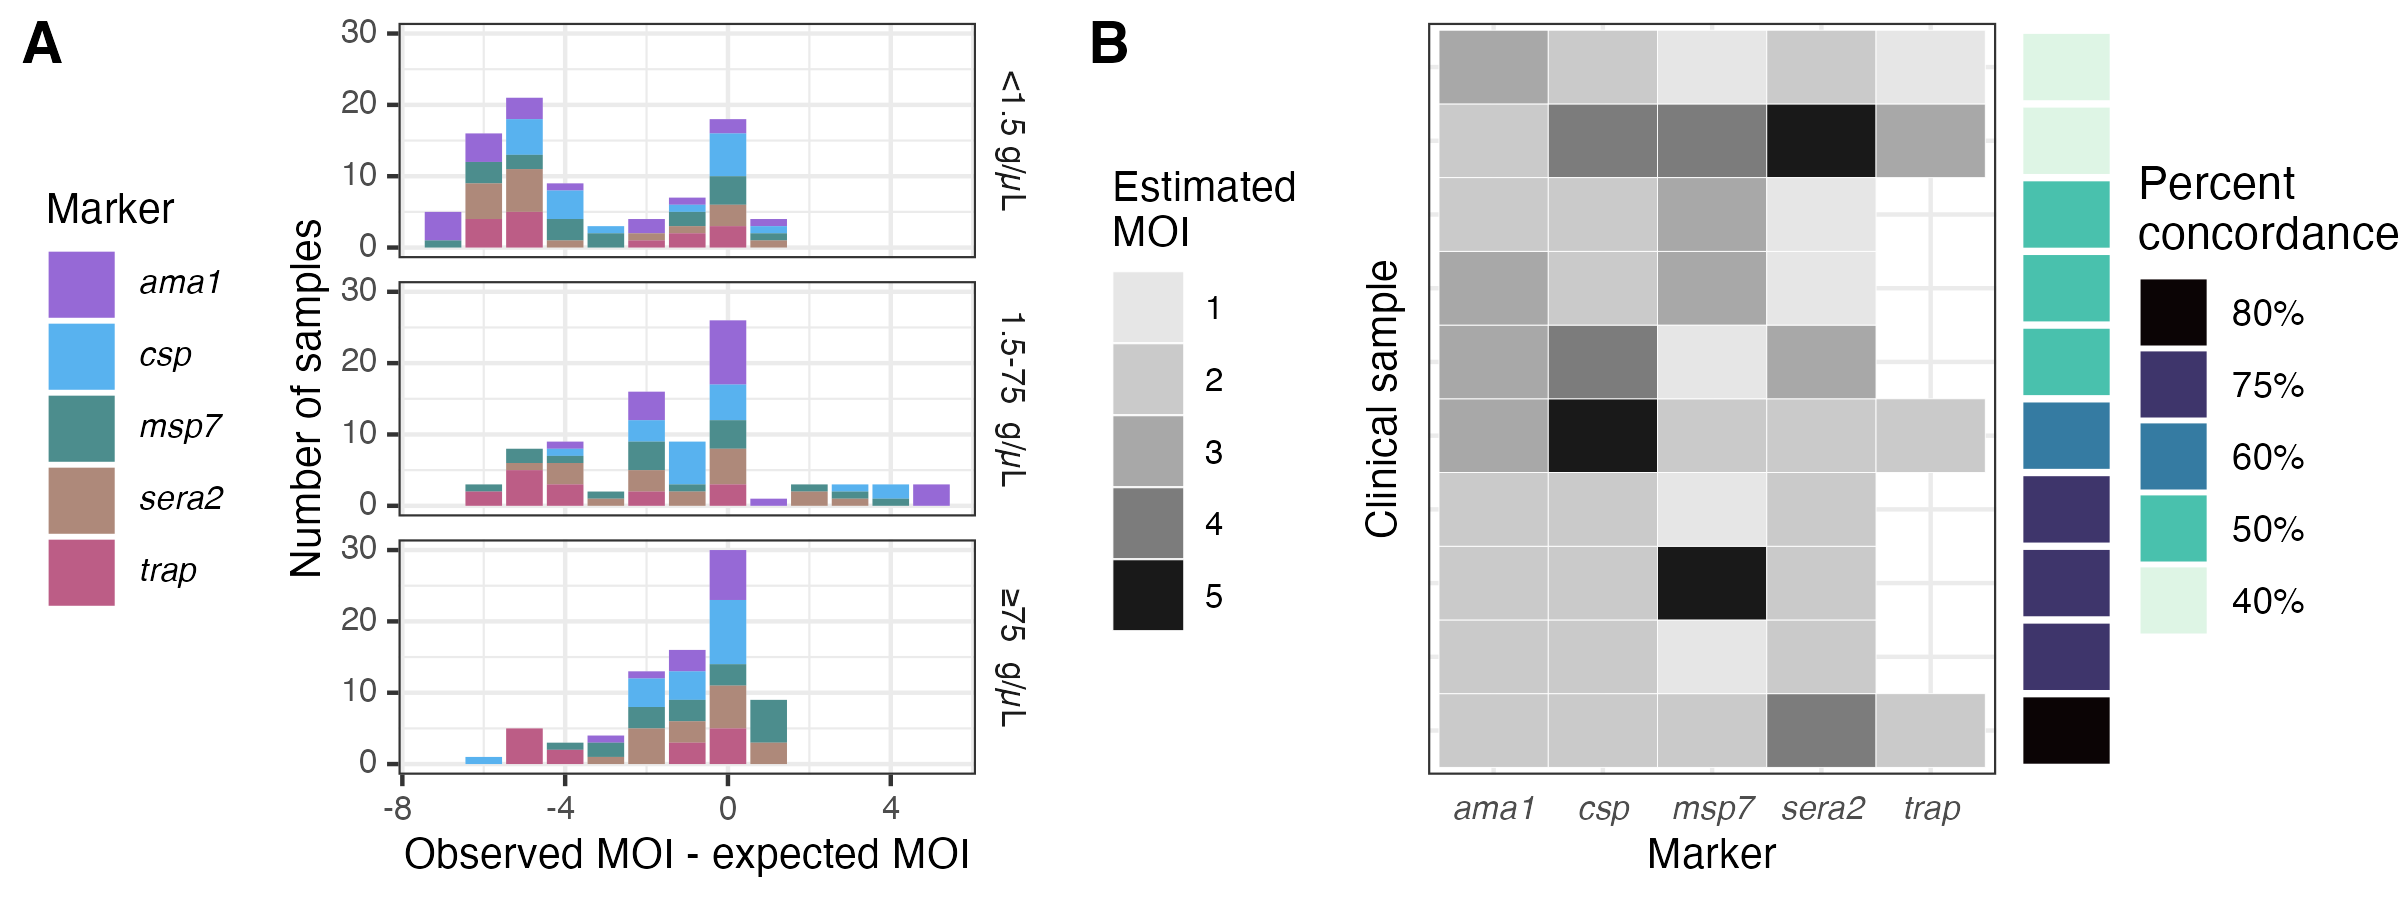 A
Marker
ama1
csp
msp7
sera2
trap
Number of samples
30
20
10
0
<1.5 g/μL
30
20
10
0
1.5-75 g/μL
30
20
10
0
≥75 g/μL
-8
-4
0
4
Observed MOI - expected MOI
B
Estimated
MOI
1
2
3
4
5
Clinical sample
ama1
csp
msp7
sera2
trap
Marker
Percent
concordance
80%
75%
60%
50%
40%